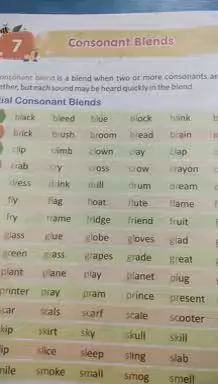 7
Consonant Blends
consonant blend is a blend when two or more consonants are
ether, but each sound may be heard quickly in the blend.
tial Consonant Blends
black bleed blue block blank b
brick brush broom bread brain
clip climb clown clay clap
crab cry cross crow crayon c
dress drink drill drum dream
fly flag float flute flame f
fry frame fridge friend fruit
glass glue globe gloves glad
green grass grapes grade great
plant plane play planet plug
printer pray pram prince present
scar scals scarf scale scooter
kip skirt sky skull skill
lip slice sleep sling slab
mile smoke small smog smell